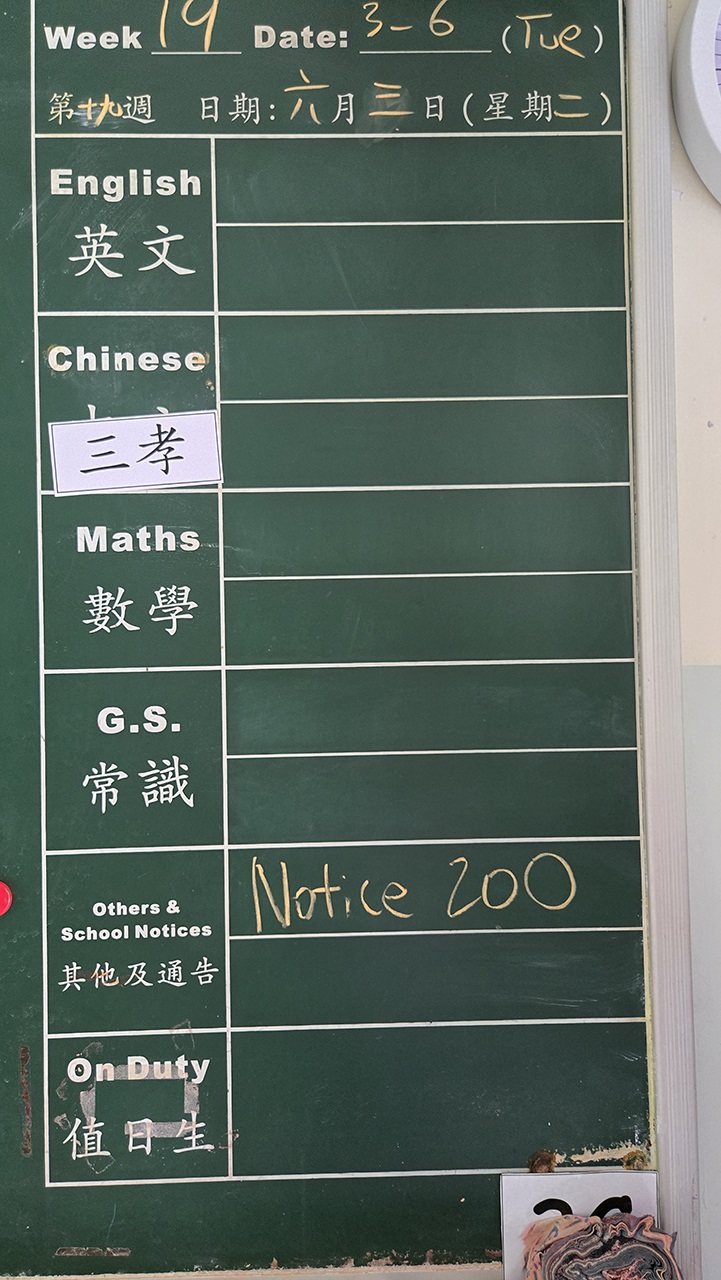 Week 19 Date: 3-6 (Tue)
第十九週 日期:六月三日(星期二)
English
英文
Chinese
三孝
Maths
數學
G.S.
常識
Others &
School Notices
其他及通告
Notice 200
On Duty
值日生